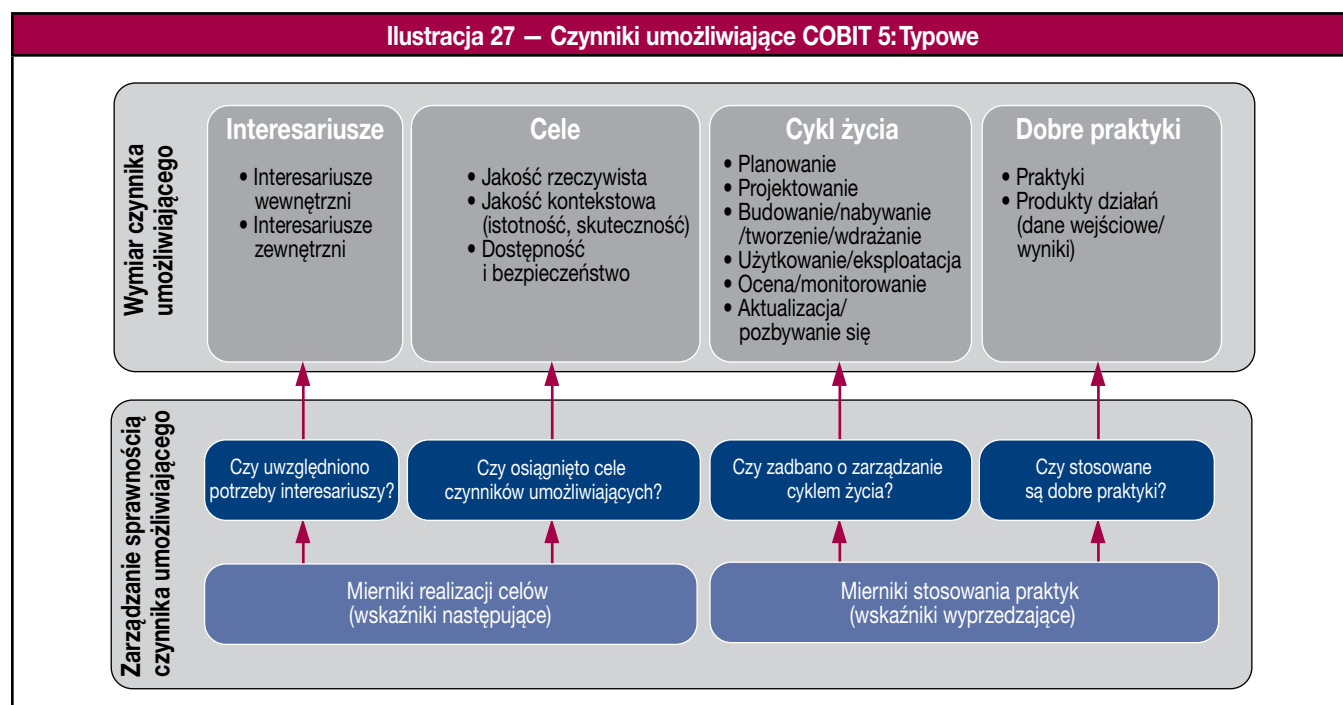 Ilustracja 27 — Czynniki umożliwiające COBIT 5: Typowe
Wymiar czynnika
umożliwiającego
Interesariusze
• Interesariusze
wewnętrzni
• Interesariusze
zewnętrzni
Cele
• Jakość rzeczywista
• Jakość kontekstowa
(istotność, skuteczność)
• Dostępność
i bezpieczeństwo
Cykl życia
• Planowanie
• Projektowanie
• Budowanie/nabywanie
/tworzenie/wdrażanie
• Użytkowanie/eksploatacja
• Ocena/monitorowanie
• Aktualizacja/
pozbywanie się
Dobre praktyki
• Praktyki
• Produkty działań
(dane wejściowe/
wyniki)
Zarządzanie sprawnością
czynnika umożliwiającego
Czy uwzględniono
potrzeby interesariuszy?
Czy osiągnięto cele
czynników umożliwiających?
Czy zadbano o zarządzanie
cyklem życia?
Czy stosowane
są dobre praktyki?
Mierniki realizacji celów
(wskaźniki następujące)
Mierniki stosowania praktyk
(wskaźniki wyprzedzające)